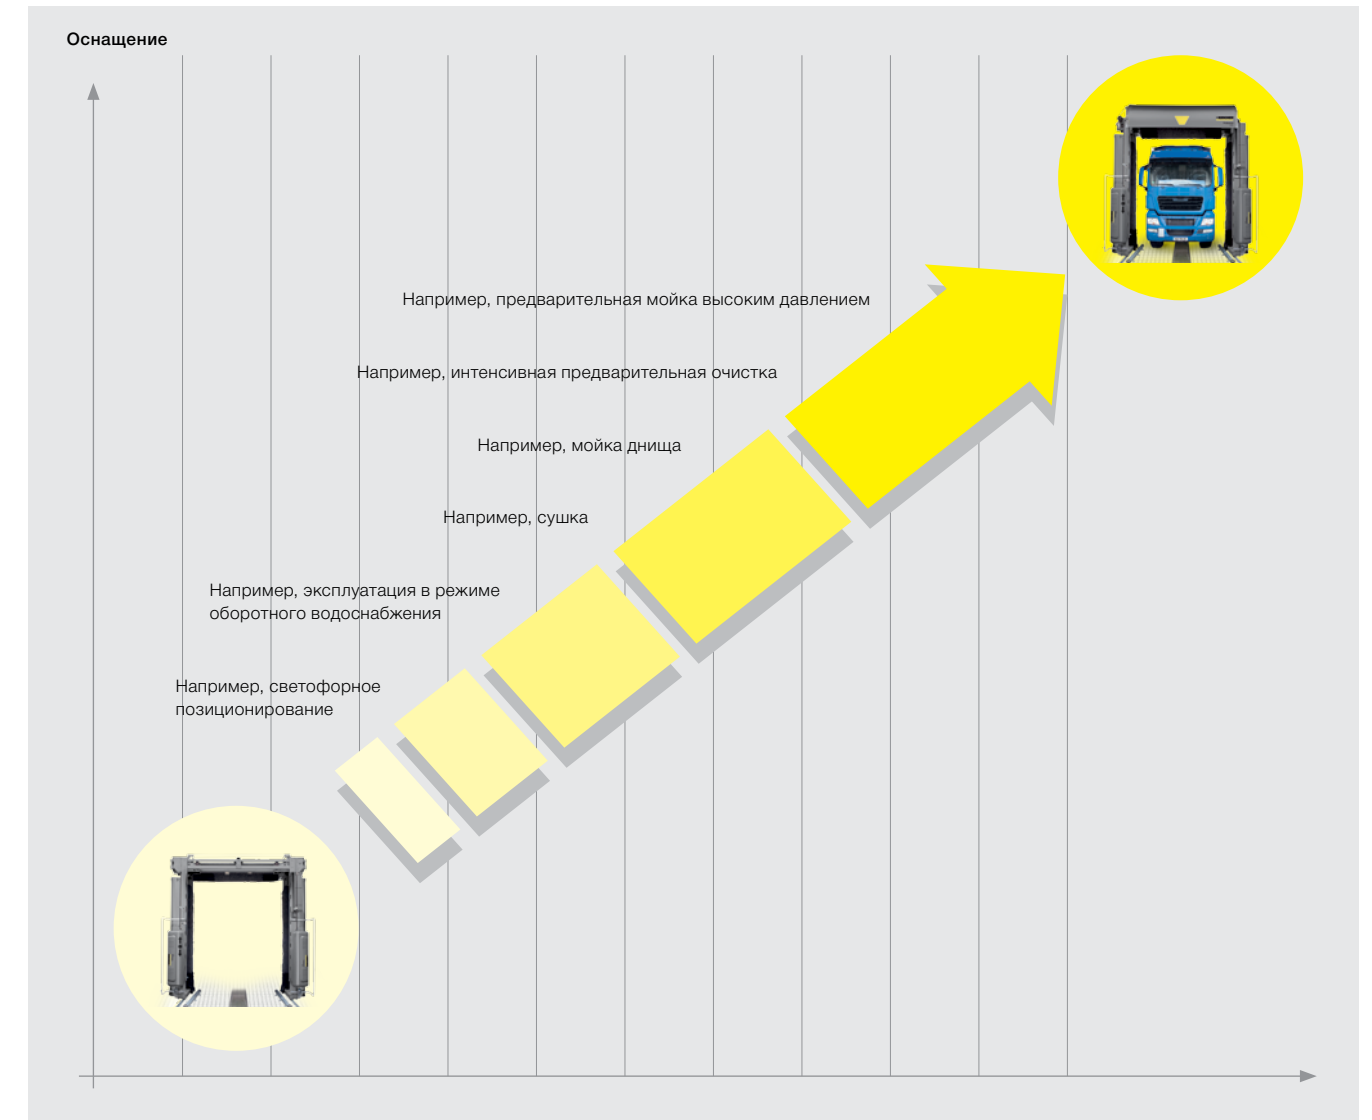 Оснащение
Например, предварительная мойка высоким давлением
Например, интенсивная предварительная очистка
Например, мойка днища
Например, сушка
Например, эксплуатация в режиме
оборотного водоснабжения
Например, светофорное
позиционирование